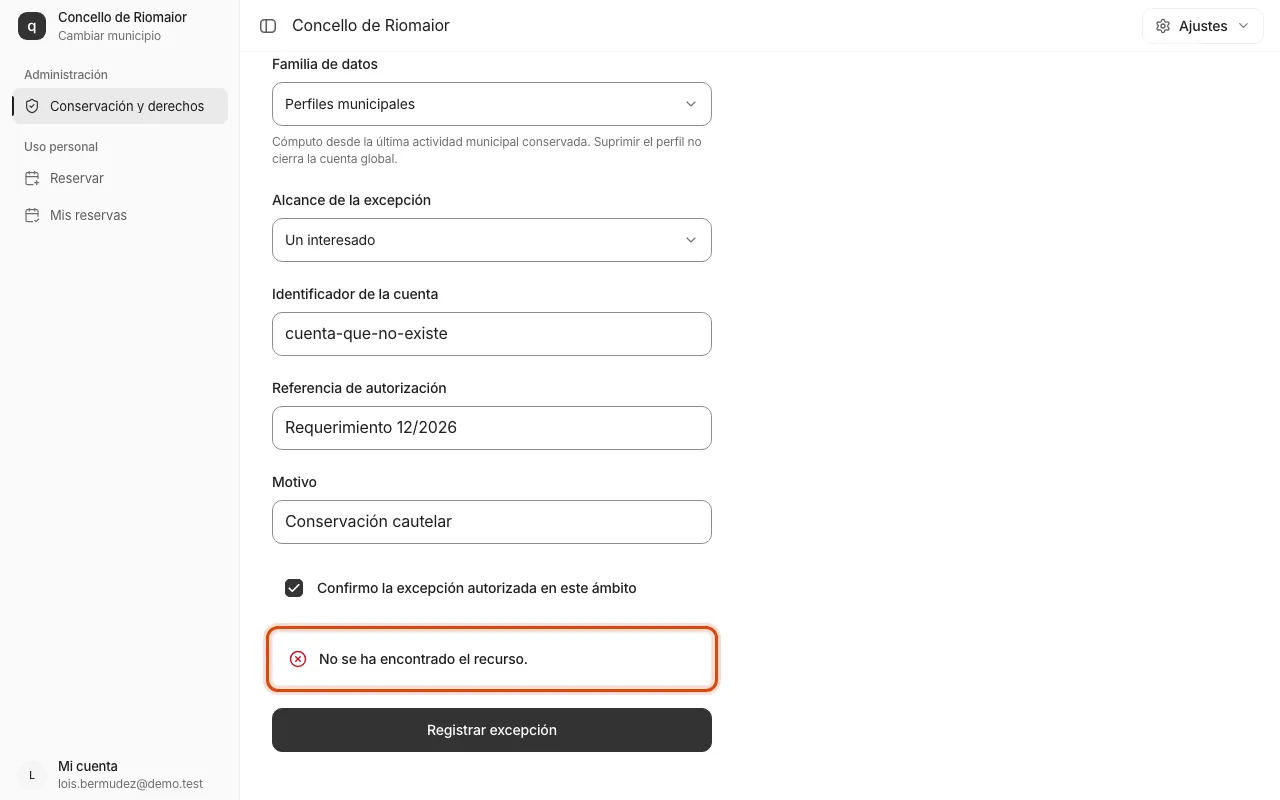 q
Concello de Riomaior
Cambiar municipio
Administración
Conservación y derechos
Uso personal
Reservar
Mis reservas
L
Mi cuenta
lois.bermudez@demo.test
Concello de Riomaior
Ajustes
Familia de datos
Perfiles municipales
Cómputo desde la última actividad municipal conservada. Suprimir el perfil no
cierra la cuenta global.
Alcance de la excepción
Un interesado
Identificador de la cuenta
cuenta-que-no-existe
Referencia de autorización
Requerimiento 12/2026
Motivo
Conservación cautelar
Confirmo la excepción autorizada en este ámbito
No se ha encontrado el recurso.
Registrar excepción